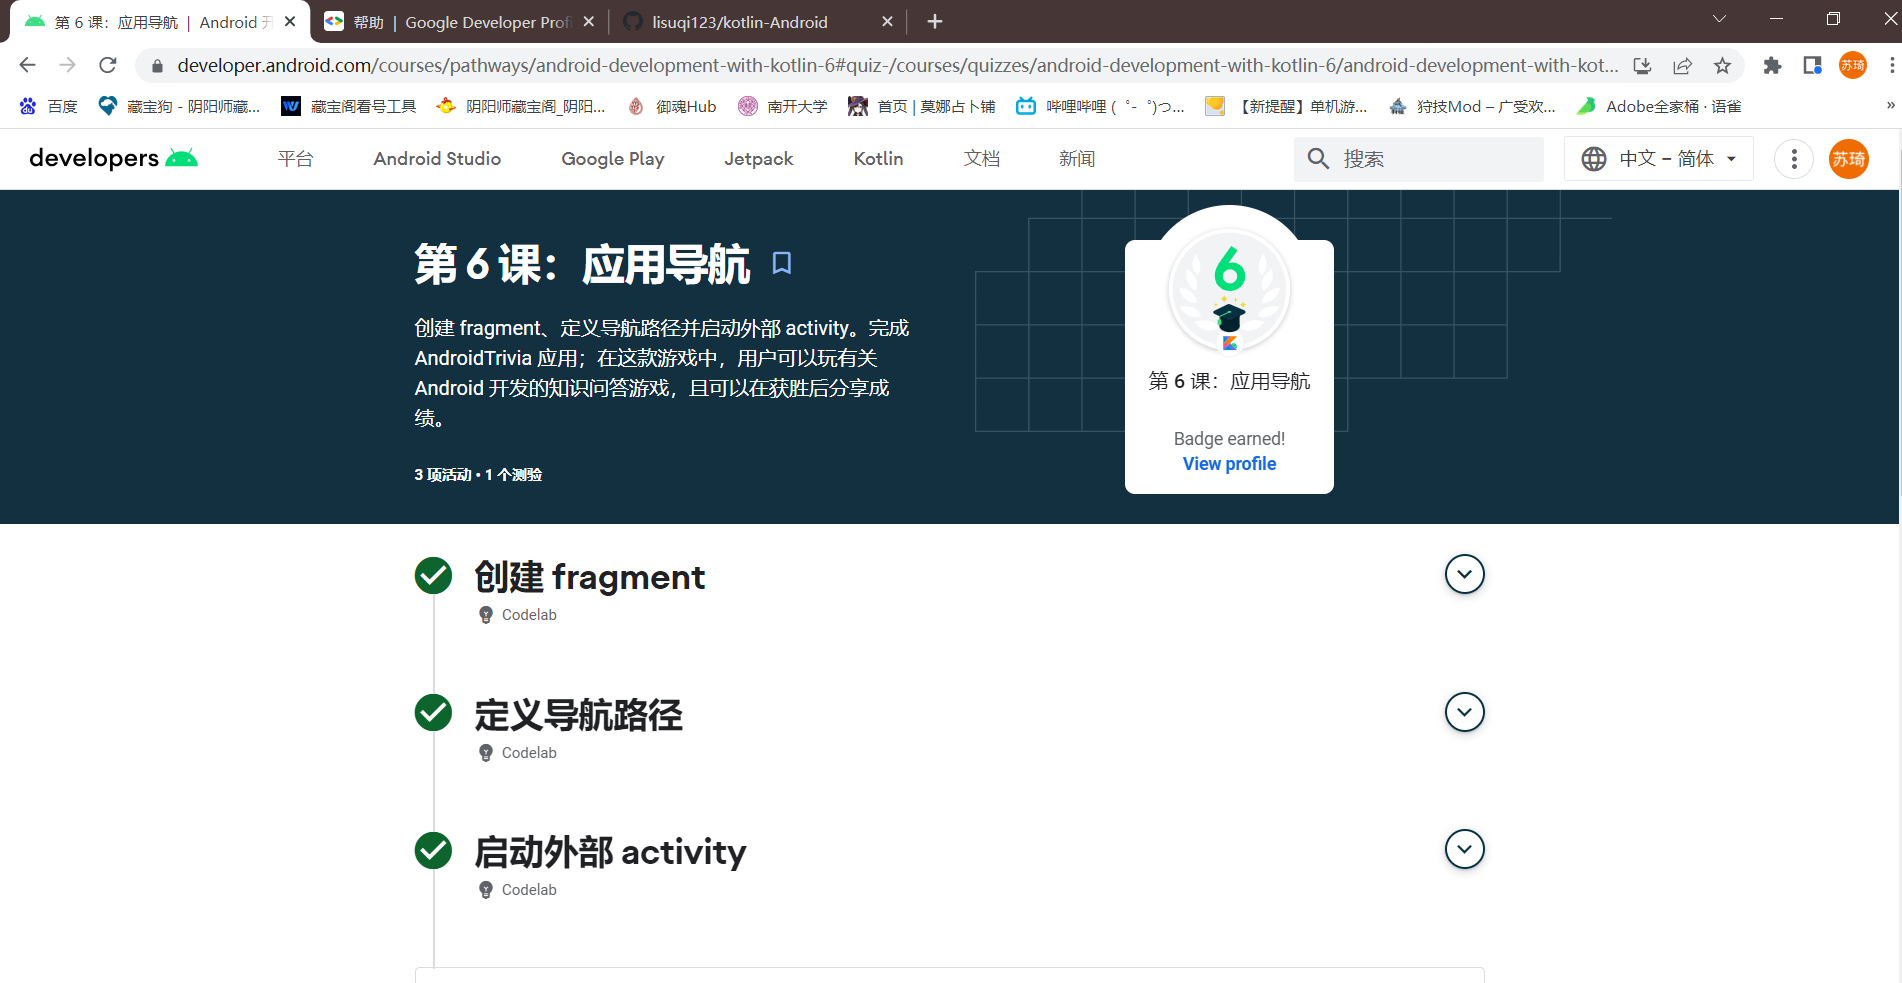 第 6 课：应用导航 | Android 开
帮助 | Google Developer Profi
lisuqi123/kotlin-Android
developer.android.com/courses/pathways/android-development-with-kotlin-6#quiz-/courses/quizzes/android-development-with-kotlin-6/android-development-with-kot...
苏琦
百度
藏宝狗 - 阴阳师藏...
藏宝阁看号工具
阴阳师藏宝阁_阴阳...
御魂Hub
南开大学
首页 | 莫娜占卜铺
哔哩哔哩 (゜-゜)つ...
【新提醒】单机游...
狩技Mod – 广受欢...
Adobe全家桶 · 语雀
»
developers
平台
Android Studio
Google Play
Jetpack
Kotlin
文档
新闻
搜索
中文 – 简体
苏琦
第 6 课：应用导航
创建 fragment、定义导航路径并启动外部 activity。完成
AndroidTrivia 应用；在这款游戏中，用户可以玩有关
Android 开发的知识问答游戏，且可以在获胜后分享成
绩。
3 项活动 • 1 个测验
6
第 6 课：应用导航
Badge earned!
View profile
创建 fragment
Codelab
定义导航路径
Codelab
启动外部 activity
Codelab